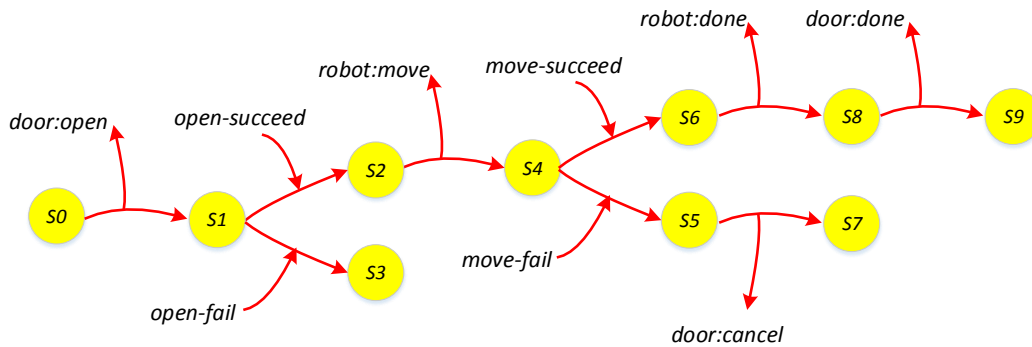 robot:done
door:done
robot:move
move-succeed
door:open
open-succeed
S6
S8
S9
S2
S4
S0
S1
S5
S7
S3
move-fail
open-fail
door:cancel